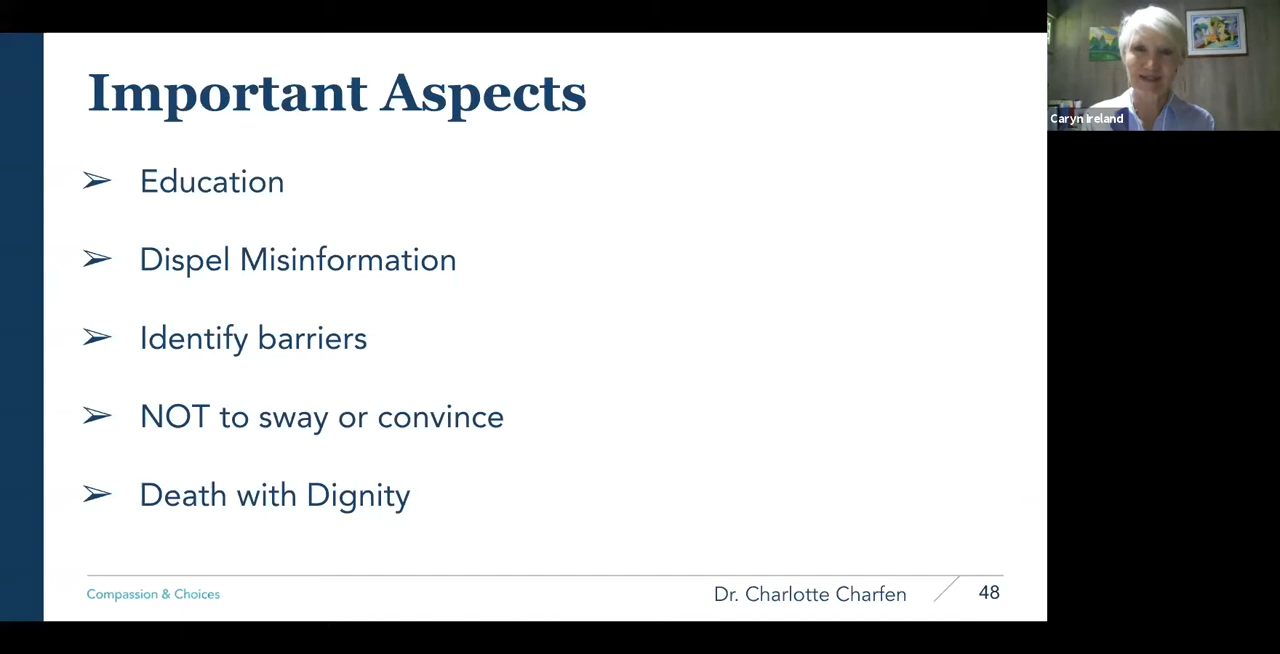 Important Aspects
➢ Education
➢ Dispel Misinformation
➢ Identify barriers
➢ NOT to sway or convince
➢ Death with Dignity
Compassion & Choices
Dr. Charlotte Charfen
48
Caryn Ireland